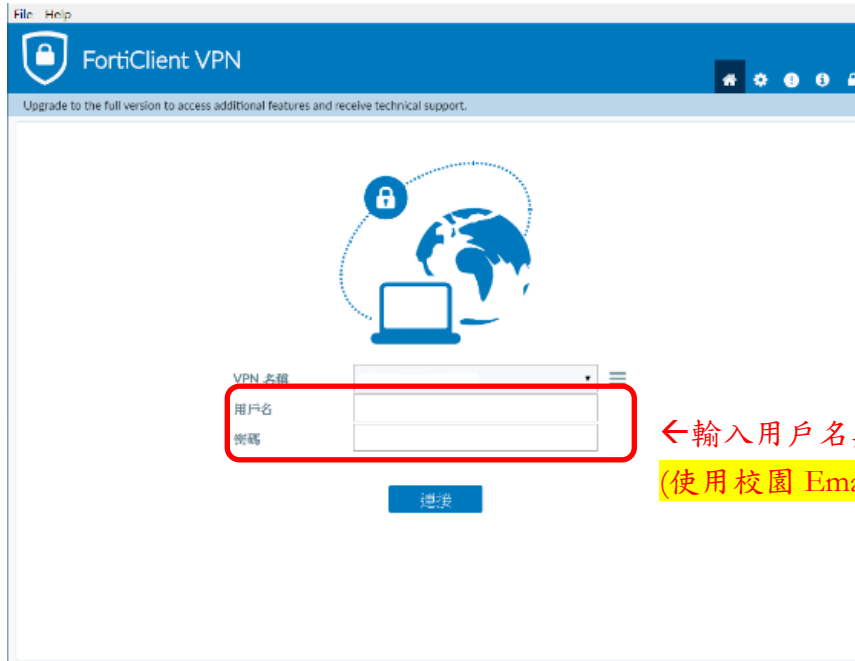 File Help
FortiClient VPN
Upgrade to the full version to access additional features and receive technical support.
VPN 名稱
用戶名
密碼
←輸入用戶名
(使用校園 Ema
連接